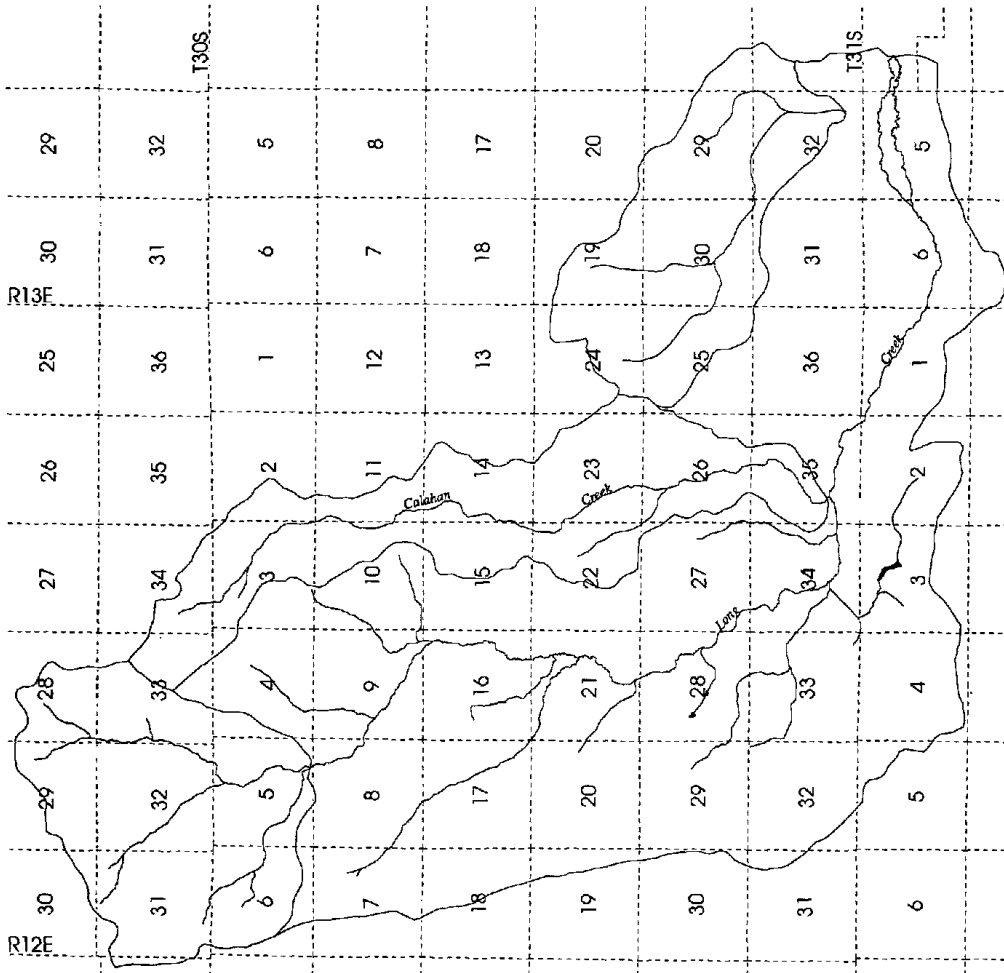 R12E R13E
30 29 28 27 26 25 30 29
31 32 33 34 35 36 31 32
T30S
6 5 4 3 2 1 6 5
7 8 9 10 11 12 7 8
Calahan
18 17 16 15 14 13 18 17
Creek
19 20 21 22 23 24 19 20
30 29 28 27 26 25 30 29
Long
31 32 33 34 35 36 31 32
T31S
Creek
6 5 4 3 2 1 6 5